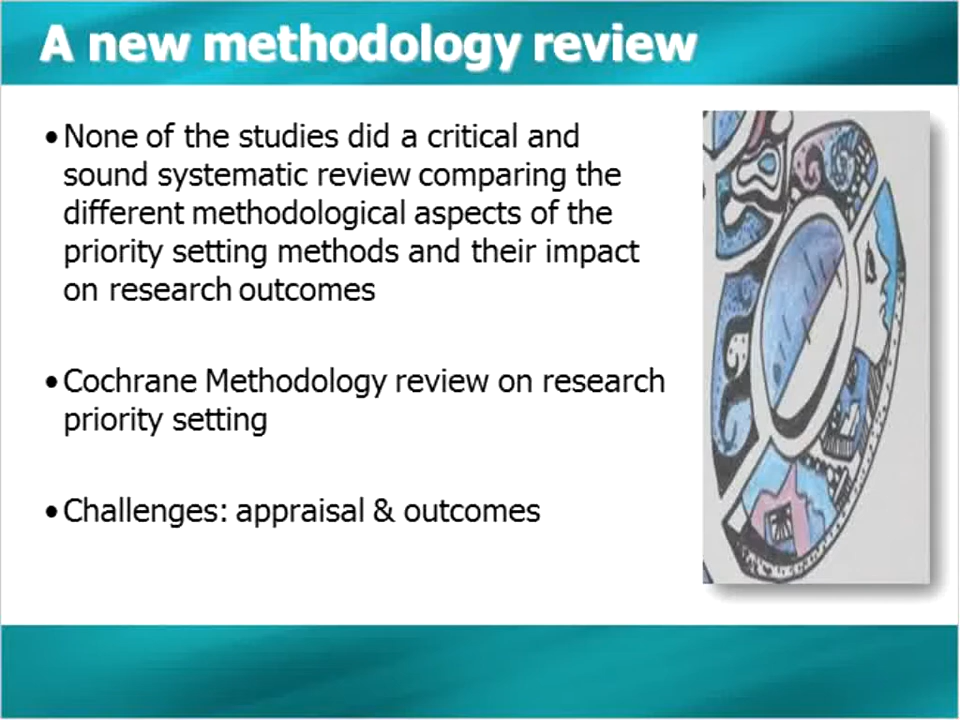 A new methodology review
• None of the studies did a critical and
sound systematic review comparing the
different methodological aspects of the
priority setting methods and their impact
on research outcomes
• Cochrane Methodology review on research
priority setting
• Challenges: appraisal & outcomes